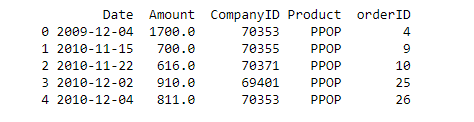 Date Amount CompanyID Product orderID
0 2009-12-04 1700.0 70353 PPOP 4
1 2010-11-15 700.0 70355 PPOP 9
2 2010-11-22 616.0 70371 PPOP 10
3 2010-12-02 910.0 69401 PPOP 25
4 2010-12-04 811.0 70353 PPOP 26